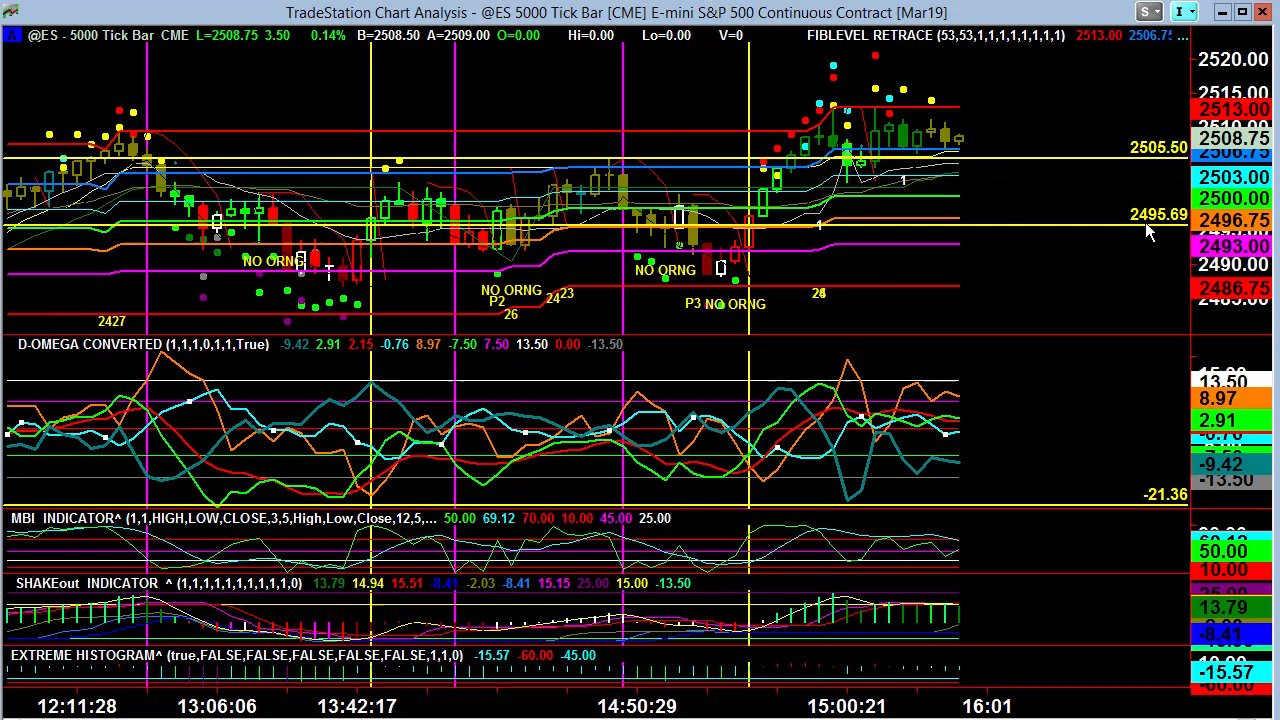 TradeStation Chart Analysis - @ES 5000 Tick Bar [CME] E-mini S&P 500 Continuous Contract [Mar19]
S
I
A @ES - 5000 Tick Bar CME L=2508.75 3.50 0.14% B=2508.50 A=2509.00 O=0.00 Hi=0.00 Lo=0.00 V=0 FIBLEVEL RETRACE (53,53,1,1,1,1,1,1,1,1) 2513.00 2506.75 ...
2520.00
2515.00
2513.00
2508.75
2506.75
2505.50
2503.00
2500.00
2495.69
2496.75
2493.00
2490.00
2486.75
1
1
NO ORNG
NO ORNG
P2
26
24
23
NO ORNG
P3 NO ORNG
2427
D-OMEGA CONVERTED (1,1,1,0,1,1,True) -9.42 2.91 2.15 -0.76 8.97 -7.50 7.50 13.50 0.00 -13.50
13.50
8.97
2.91
-9.42
-13.50
-21.36
MBI INDICATOR^ (1,1,HIGH,LOW,CLOSE,3,5,High,Low,Close,12,5,... 50.00 69.12 70.00 10.00 45.00 25.00
50.00
10.00
SHAKEout INDICATOR ^ (1,1,1,1,1,1,1,1,1,1,0) 13.79 14.94 15.51 -8.41 -2.03 -8.41 15.15 25.00 15.00 -13.50
13.79
-8.41
EXTREME HISTOGRAM^ (true,FALSE,FALSE,FALSE,FALSE,FALSE,1,1,0) -15.57 -60.00 -45.00
-15.57
12:11:28 13:06:06 13:42:17 14:50:29 15:00:21 16:01